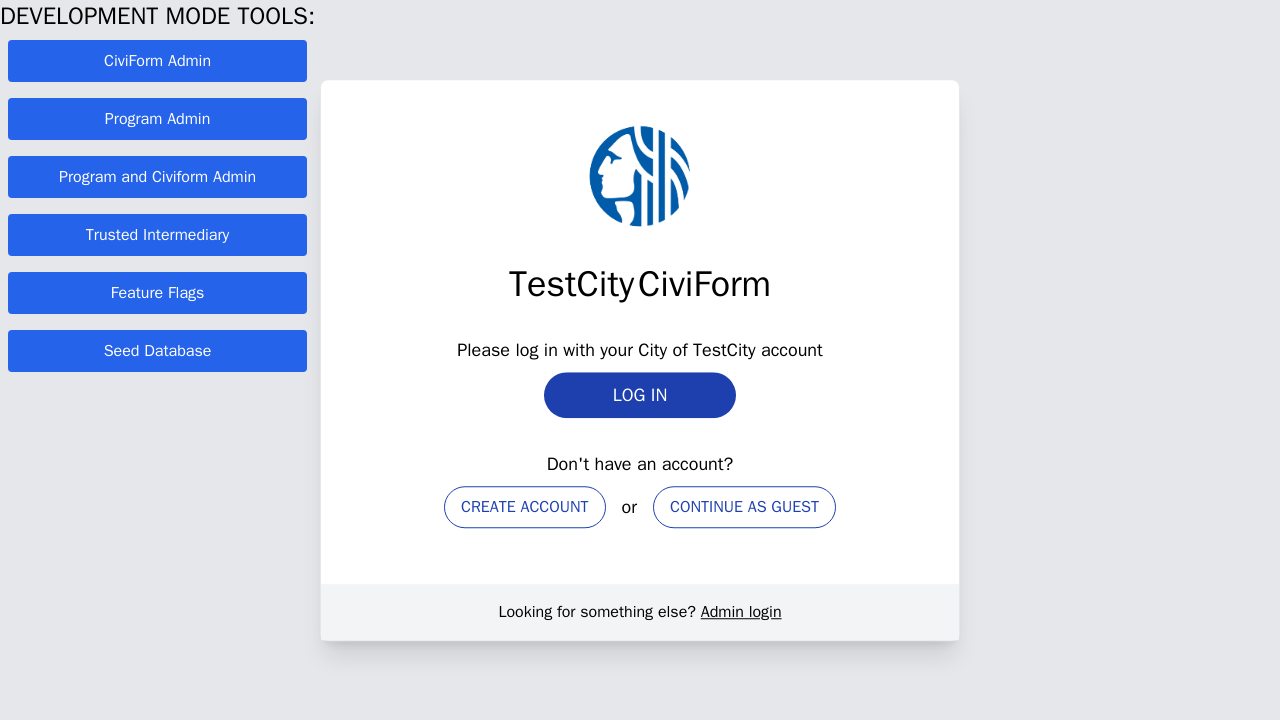 DEVELOPMENT MODE TOOLS:
CiviForm Admin
Program Admin
Program and Civiform Admin
Trusted Intermediary
Feature Flags
Seed Database
TestCity CiviForm
Please log in with your City of TestCity account
LOG IN
Don't have an account?
CREATE ACCOUNT or CONTINUE AS GUEST
Looking for something else? Admin login